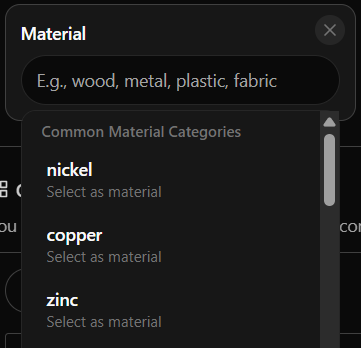 Material
E.g., wood, metal, plastic, fabric
Common Material Categories
nickel
Select as material
ou
copper
Select as material
zinc
Select as material